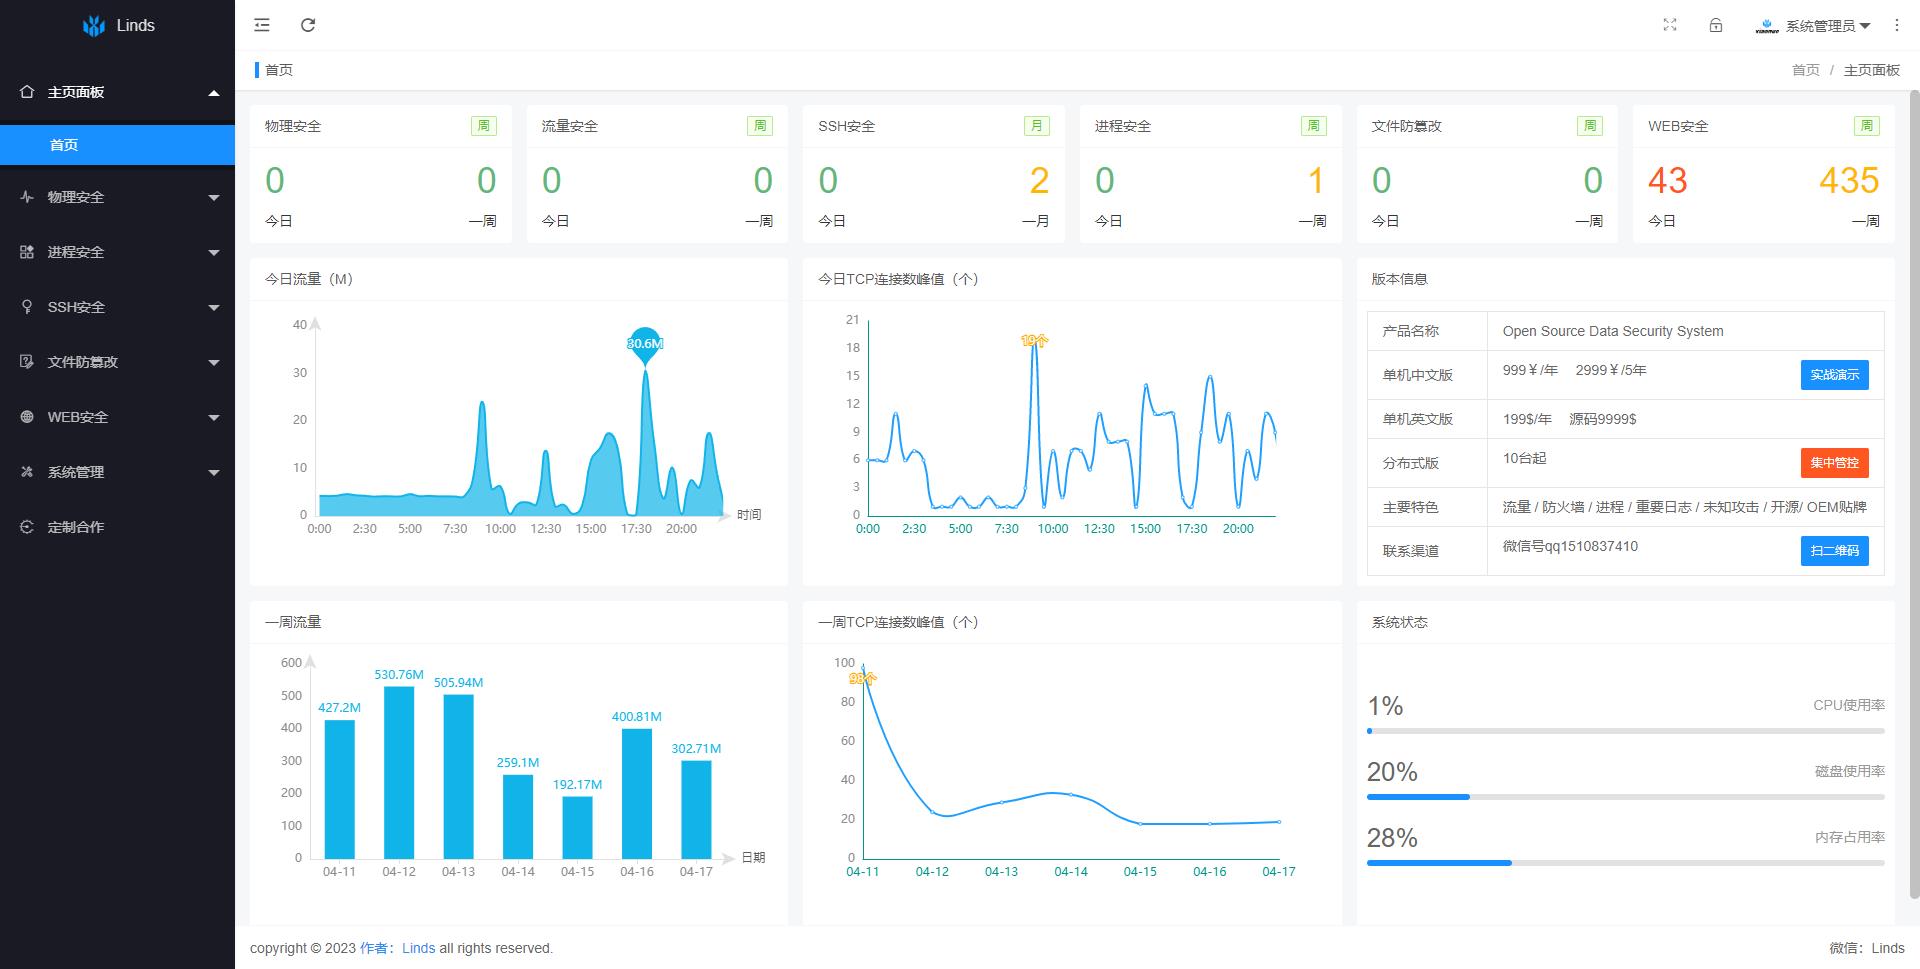 Linds
主页面板
首页
物理安全
进程安全
SSH安全
文件防篡改
WEB安全
系统管理
定制合作
系统管理员
首页
首页 / 主页面板
物理安全 周
0 0
今日 一周
流量安全 周
0 0
今日 一周
SSH安全 月
0 2
今日 一月
进程安全 周
0 1
今日 一周
文件防篡改 周
0 0
今日 一周
WEB安全 周
43 435
今日 一周
今日流量（M）
40
30
20
10
0
30.6M
0:00 2:30 5:00 7:30 10:00 12:30 15:00 17:30 20:00
时间
今日TCP连接数峰值（个）
21
18
15
12
9
6
3
0
19个
0:00 2:30 5:00 7:30 10:00 12:30 15:00 17:30 20:00
版本信息
产品名称 Open Source Data Security System
单机中文版 999￥/年 2999￥/5年 实战演示
单机英文版 199$/年 源码9999$
分布式版 10台起 集中管控
主要特色 流量 / 防火墙 / 进程 / 重要日志 / 未知攻击 / 开源/ OEM贴牌
联系渠道 微信号qq1510837410 扫二维码
一周流量
600
500
400
300
200
100
0
427.2M
530.76M
505.94M
259.1M
192.17M
400.81M
302.71M
04-11 04-12 04-13 04-14 04-15 04-16 04-17
日期
一周TCP连接数峰值（个）
100
80
60
40
20
0
98个
04-11 04-12 04-13 04-14 04-15 04-16 04-17
系统状态
1% CPU使用率
20% 磁盘使用率
28% 内存占用率
copyright © 2023 作者：Linds all rights reserved.
微信：Linds